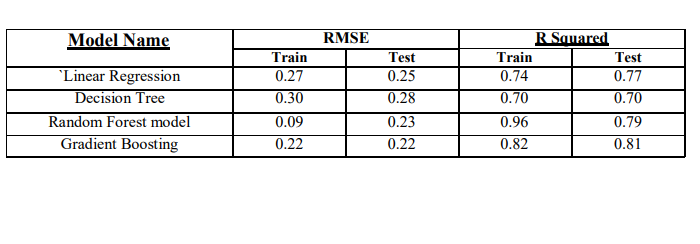 Model Name RMSE R Squared
Train Test Train Test
`Linear Regression 0.27 0.25 0.74 0.77
Decision Tree 0.30 0.28 0.70 0.70
Random Forest model 0.09 0.23 0.96 0.79
Gradient Boosting 0.22 0.22 0.82 0.81